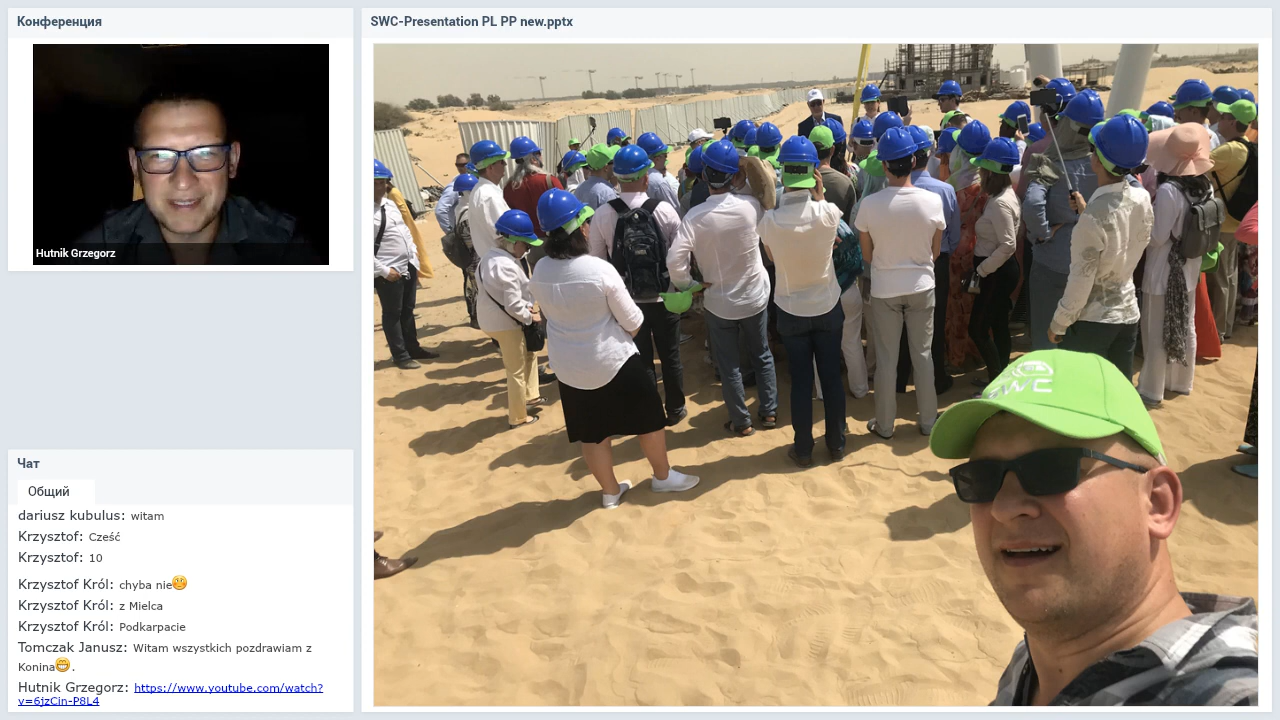 Конференция
SWC-Presentation PL PP new.pptx
Hutnik Grzegorz
Чат
Общий
dariusz kubulus: witam
Krzysztof: Cześć
Krzysztof: 10
Krzysztof Król: chyba nie
Krzysztof Król: z Mielca
Krzysztof Król: Podkarpacie
Tomczak Janusz: Witam wszystkich pozdrawiam z
Konina.
Hutnik Grzegorz: https://www.youtube.com/watch?
v=6jzCin-P8L4